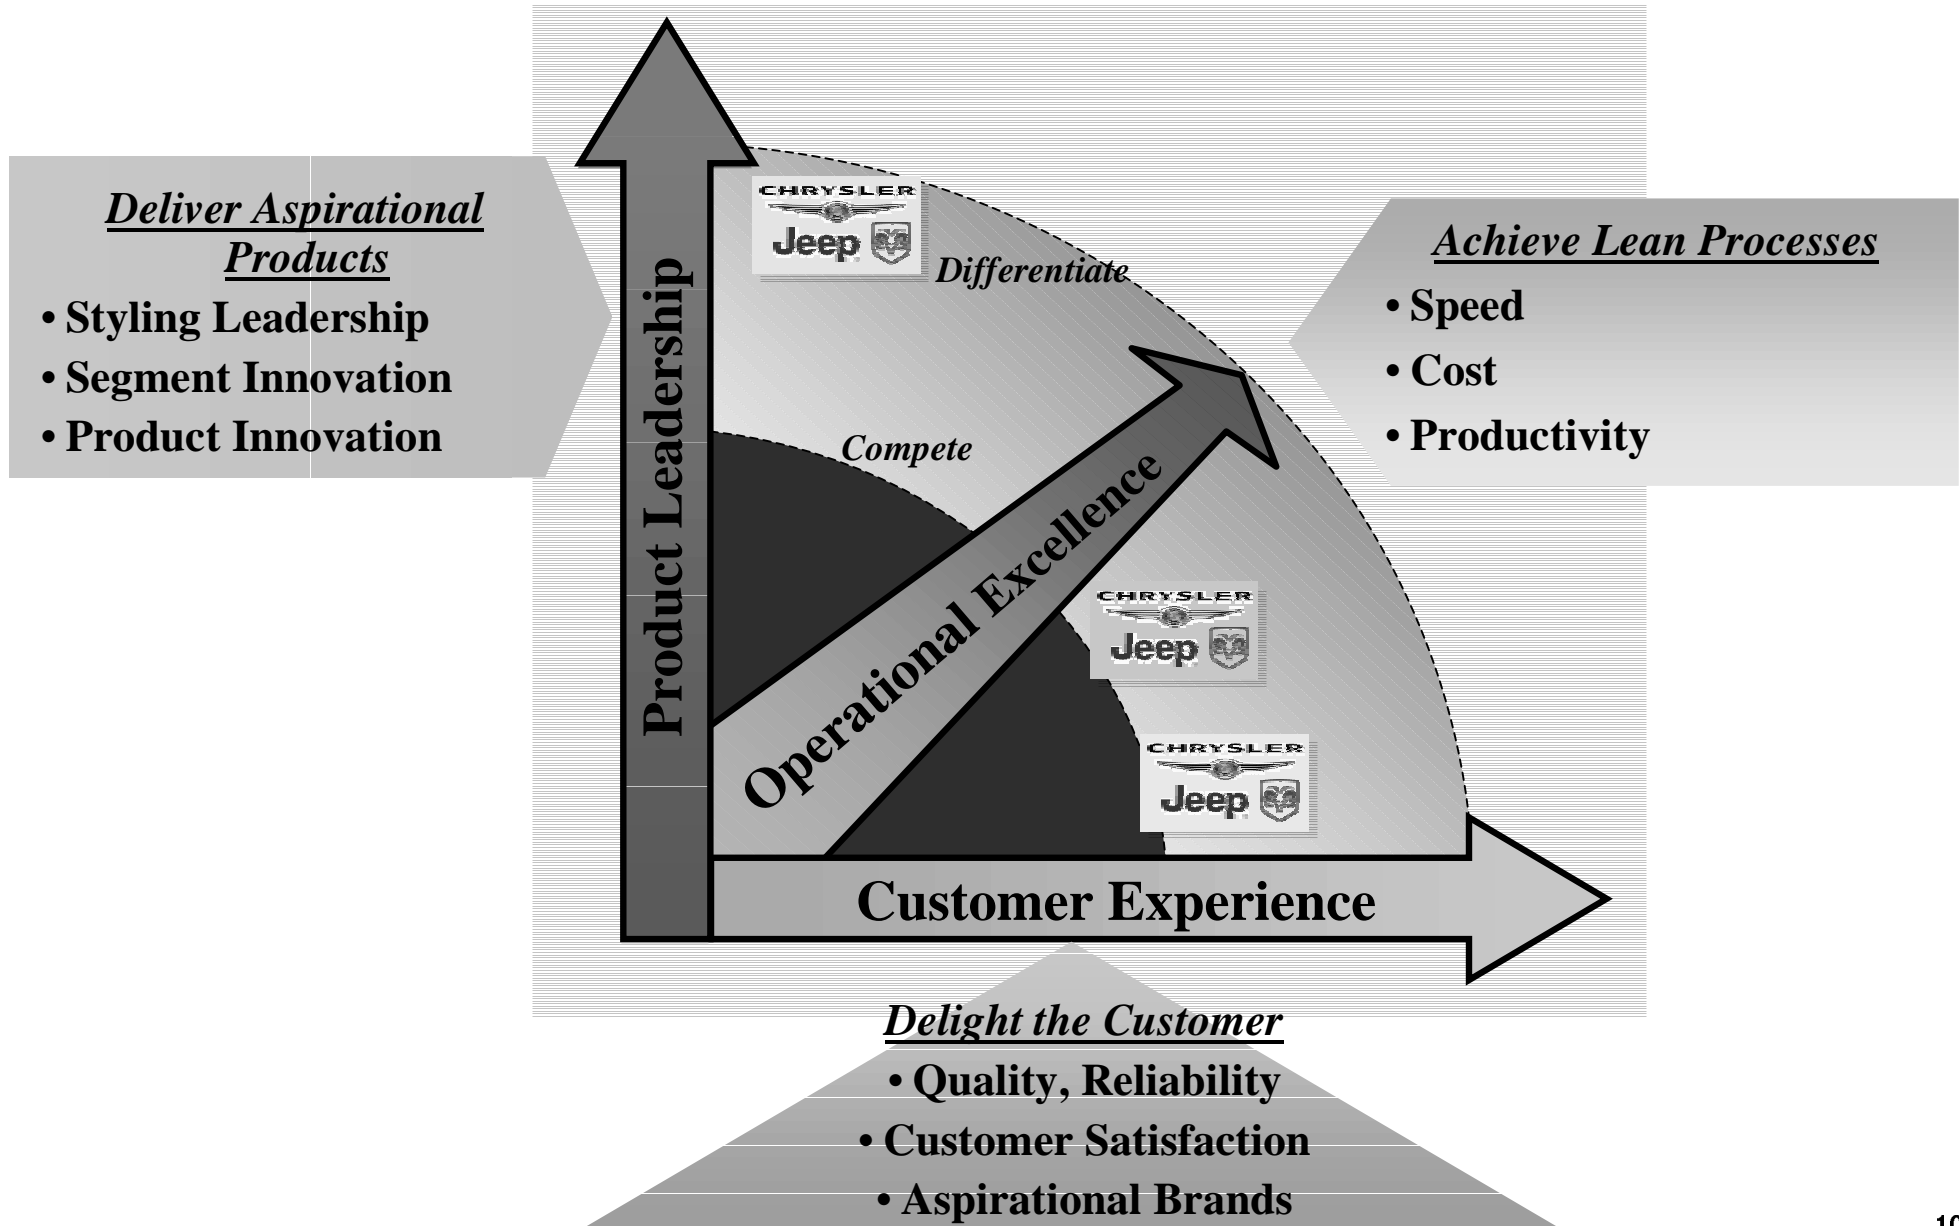 Deliver Aspirational
Products
• Styling Leadership
• Segment Innovation
• Product Innovation
Product Leadership
CHRYSLER
Jeep
Differentiate
Compete
Operational Excellence
Achieve Lean Processes
• Speed
• Cost
• Productivity
CHRYSLER
Jeep
CHRYSLER
Jeep
Customer Experience
Delight the Customer
• Quality, Reliability
• Customer Satisfaction
• Aspirational Brands